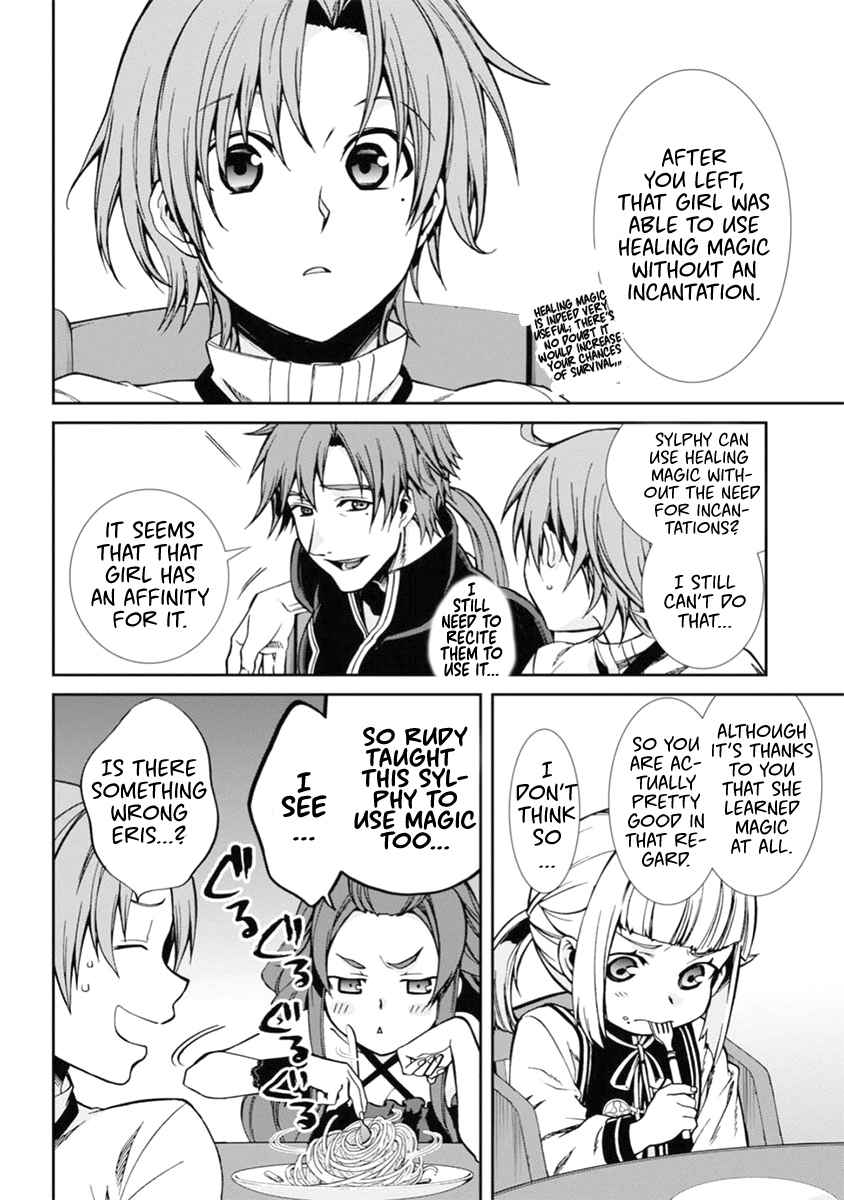 AFTER
YOU LEFT,
THAT GIRL WAS
ABLE TO USE
HEALING MAGIC
WITHOUT AN
INCANTATION.
HEALING MAGIC
IS INDEED VERY
USEFUL; THERE'S
NO DOUBT IT
WOULD INCREASE
YOUR CHANCES
OF SURVIVAL...
SYLPHY CAN
USE HEALING
MAGIC WITH-
OUT THE NEED
FOR INCAN-
TATIONS?
I STILL
CAN'T DO
THAT...
I
STILL
NEED TO
RECITE
THEM TO
USE IT...
IT SEEMS
THAT THAT
GIRL HAS
AN AFFINITY
FOR IT.
ALTHOUGH
IT'S THANKS
TO YOU
THAT SHE
LEARNED
MAGIC
AT ALL.
SO YOU
ARE AC-
TUALLY
PRETTY
GOOD IN
THAT RE-
GARD.
I
DON'T
THINK
SO
...
SO RUDY
TAUGHT
THIS SYL-
PHY TO
USE MAGIC
TOO...
I
SEE
...
IS THERE
SOMETHING
WRONG
ERIS...?
ぐるぐる
ぐるぐる